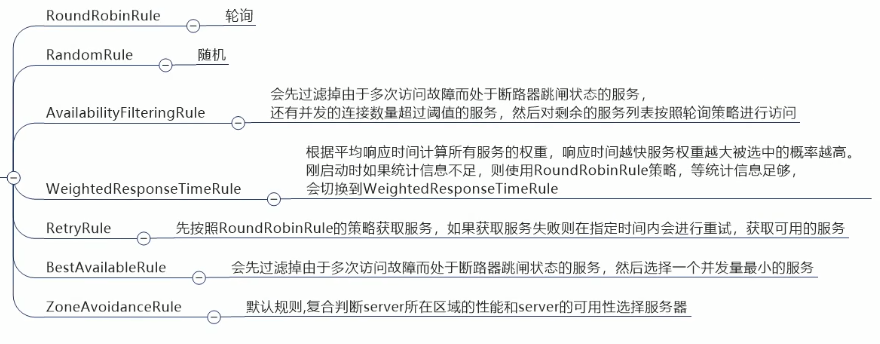 RoundRobinRule
轮询
RandomRule
随机
AvailabilityFilteringRule
会先过滤掉由于多次访问故障而处于断路器跳闸状态的服务，
还有并发的连接数量超过阈值的服务，然后对剩余的服务列表按照轮询策略进行访问
WeightedResponseTimeRule
根据平均响应时间计算所有服务的权重，响应时间越快服务权重越大被选中的概率越高。
刚启动时如果统计信息不足，则使用RoundRobinRule策略，等统计信息足够，
会切换到WeightedResponseTimeRule
RetryRule
先按照RoundRobinRule的策略获取服务，如果获取服务失败则在指定时间内会进行重试，获取可用的服务
BestAvailableRule
会先过滤掉由于多次访问故障而处于断路器跳闸状态的服务，然后选择一个并发量最小的服务
ZoneAvoidanceRule
默认规则,复合判断server所在区域的性能和server的可用性选择服务器